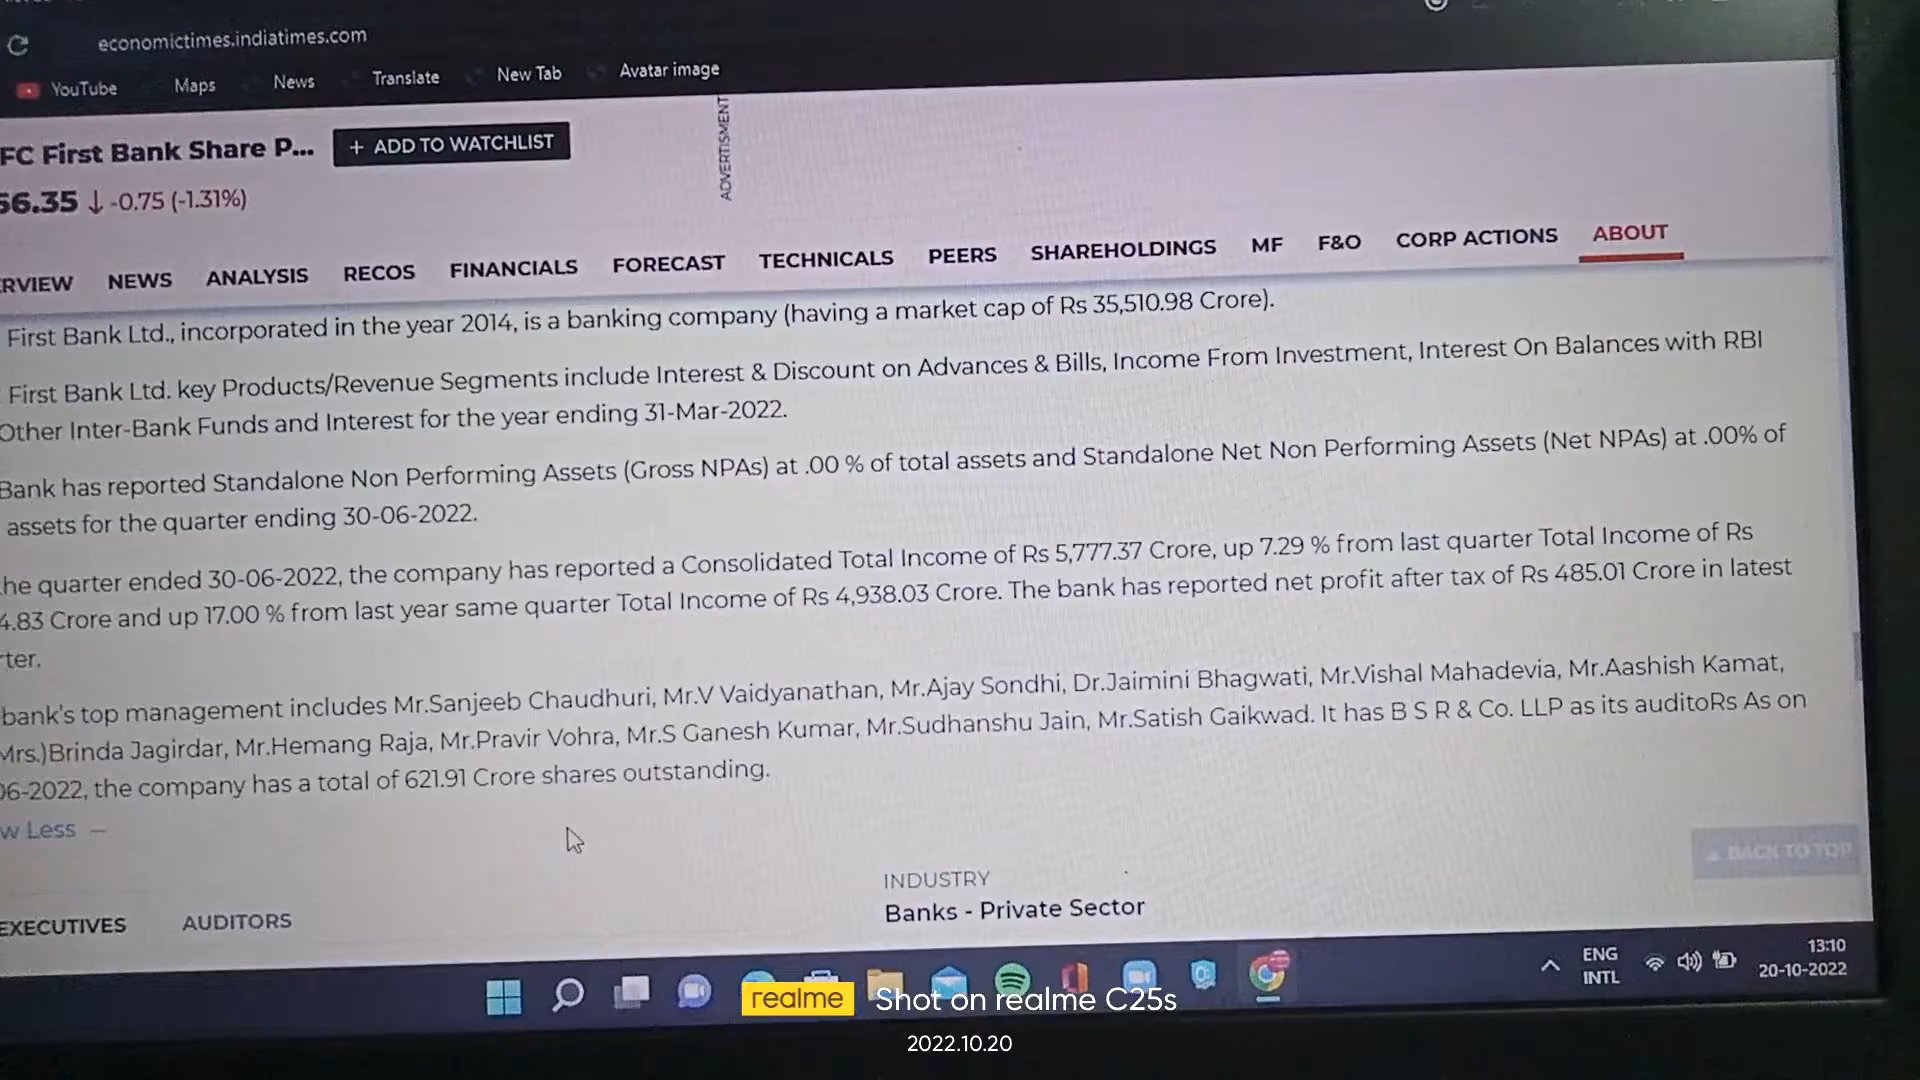 economictimes.indiatimes.com
YouTube Maps News Translate New Tab Avatar image
FC First Bank Share P... + ADD TO WATCHLIST
ADVERTISMENT
56.35 ↓ -0.75 (-1.31%)
ERVIEW NEWS ANALYSIS RECOS FINANCIALS FORECAST TECHNICALS PEERS SHAREHOLDINGS MF F&O CORP ACTIONS ABOUT
First Bank Ltd., incorporated in the year 2014, is a banking company (having a market cap of Rs 35,510.98 Crore).
First Bank Ltd. key Products/Revenue Segments include Interest & Discount on Advances & Bills, Income From Investment, Interest On Balances with RBI
Other Inter-Bank Funds and Interest for the year ending 31-Mar-2022.
Bank has reported Standalone Non Performing Assets (Gross NPAs) at .00 % of total assets and Standalone Net Non Performing Assets (Net NPAs) at .00% of
assets for the quarter ending 30-06-2022.
he quarter ended 30-06-2022, the company has reported a Consolidated Total Income of Rs 5,777.37 Crore, up 7.29 % from last quarter Total Income of Rs
4.83 Crore and up 17.00 % from last year same quarter Total Income of Rs 4,938.03 Crore. The bank has reported net profit after tax of Rs 485.01 Crore in latest
rter.
bank's top management includes Mr.Sanjeeb Chaudhuri, Mr.V Vaidyanathan, Mr.Ajay Sondhi, Dr.Jaimini Bhagwati, Mr.Vishal Mahadevia, Mr.Aashish Kamat,
Mrs.)Brinda Jagirdar, Mr.Hemang Raja, Mr.Pravir Vohra, Mr.S Ganesh Kumar, Mr.Sudhanshu Jain, Mr.Satish Gaikwad. It has B S R & Co. LLP as its auditoRs As on
06-2022, the company has a total of 621.91 Crore shares outstanding.
w Less –
BACK TO TOP
INDUSTRY
Banks - Private Sector
EXECUTIVES AUDITORS
ENG
INTL
13:10
20-10-2022
realme Shot on realme C25s
2022.10.20